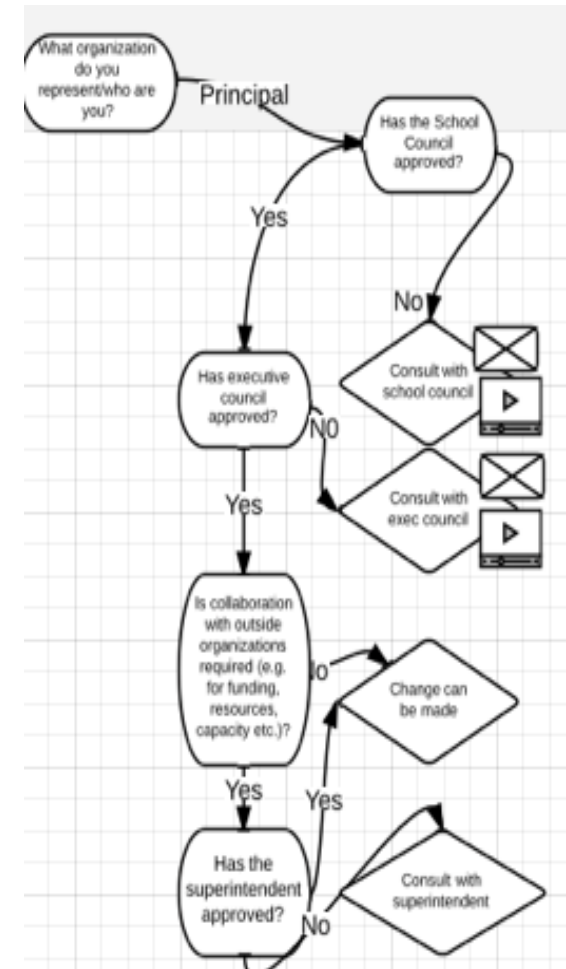 What organization
do you
represent/who are
you?
Principal
Has the School
Council
approved?
Yes
No
Consult with
school council
Has executive
council
approved?
N0
Consult with
exec council
Yes
Is collaboration
with outside
organizations
required (e.g.
for funding,
resources,
capacity etc.)?
No
Change can
be made
Yes
Yes
Has the
superintendent
approved?
No
Consult with
superintendent